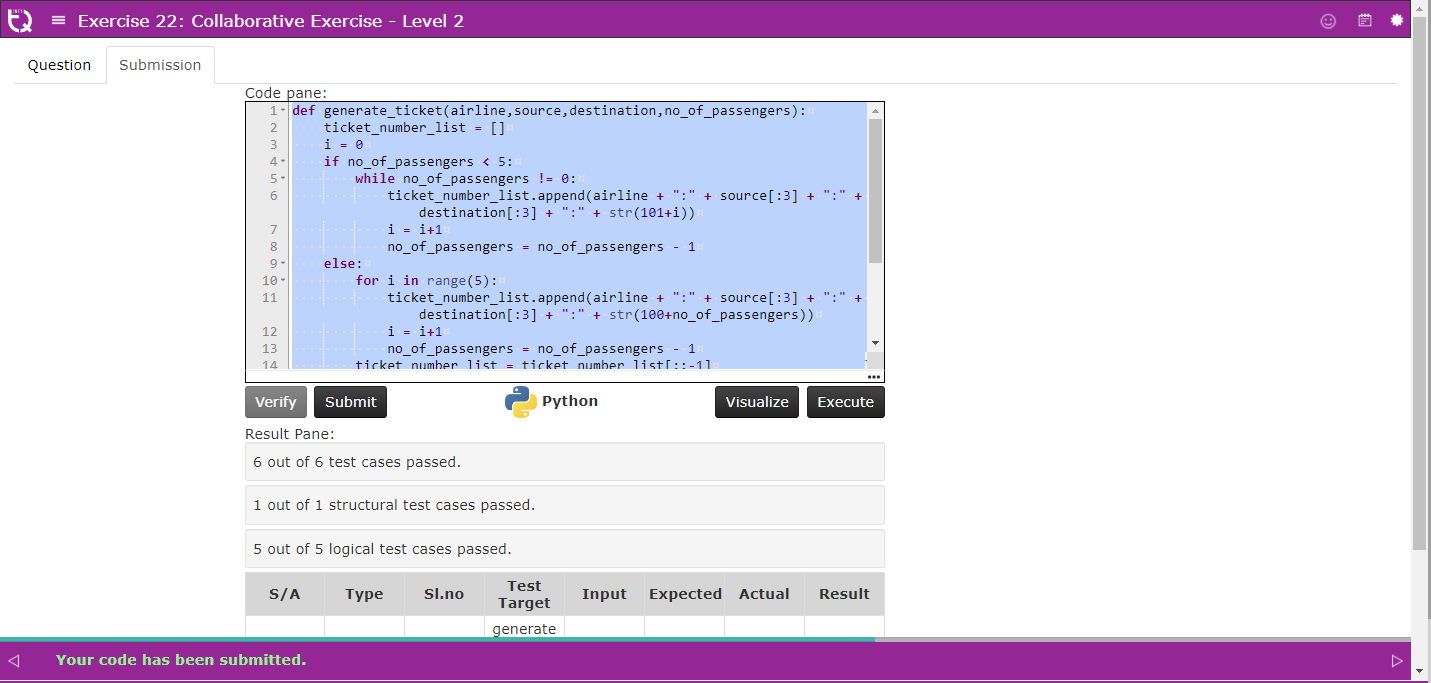 INFY
TQ
Exercise 22: Collaborative Exercise - Level 2
Question
Submission
Code pane:
1 def generate_ticket(airline,source,destination,no_of_passengers):
2 ticket_number_list = []
3 i = 0
4 if no_of_passengers < 5:
5 while no_of_passengers != 0:
6 ticket_number_list.append(airline + ":" + source[:3] + ":" +
destination[:3] + ":" + str(101+i))
7 i = i+1
8 no_of_passengers = no_of_passengers - 1
9 else:
10 for i in range(5):
11 ticket_number_list.append(airline + ":" + source[:3] + ":" +
destination[:3] + ":" + str(100+no_of_passengers))
12 i = i+1
13 no_of_passengers = no_of_passengers - 1
14 ticket_number_list = ticket_number_list[::-1]
Verify
Submit
Python
Visualize
Execute
Result Pane:
6 out of 6 test cases passed.
1 out of 1 structural test cases passed.
5 out of 5 logical test cases passed.
S/A Type Sl.no Test Target Input Expected Actual Result
generate
Your code has been submitted.